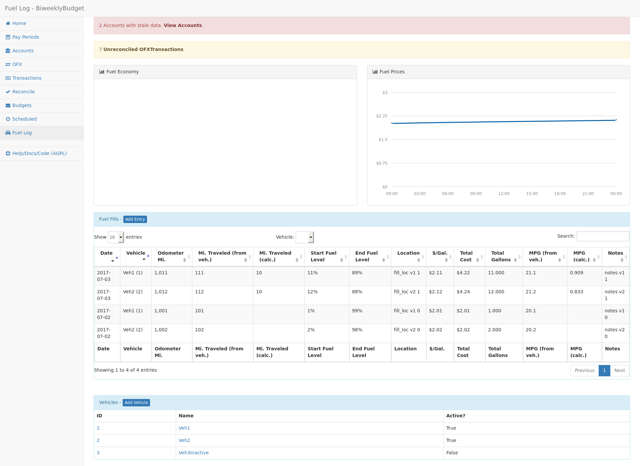 Fuel Log - BiweeklyBudget
Home
Pay Periods
Accounts
OFX
Transactions
Reconcile
Budgets
Scheduled
Fuel Log
Help/Docs/Code (AGPL)
2 Accounts with stale data. View Accounts.
7 Unreconciled OFXTransactions.
Fuel Economy
Fuel Prices
$3
$2.25
$1.5
$0.75
$0
00:00 03:00 06:00 09:00 12:00 15:00 18:00 21:00 00:00
Fuel Fills - Add Entry
Show 10 entries Vehicle: Search:
Date Vehicle Odometer Mi. Mi. Traveled (from veh.) Mi. Traveled (calc.) Start Fuel Level End Fuel Level Location $/Gal. Total Cost Total Gallons MPG (from veh.) MPG (calc.) Notes
2017-07-03 Veh1 (1) 1,011 111 10 11% 89% fill_loc v1 1 $2.11 $4.22 11.000 21.1 0.909 notes v1 1
2017-07-03 Veh2 (2) 1,012 112 10 12% 88% fill_loc v2 1 $2.12 $4.24 12.000 21.2 0.833 notes v2 1
2017-07-02 Veh1 (1) 1,001 101 1% 99% fill_loc v1 0 $2.01 $2.01 1.000 20.1 notes v1 0
2017-07-02 Veh2 (2) 1,002 102 2% 98% fill_loc v2 0 $2.02 $2.02 2.000 20.2 notes v2 0
Date Vehicle Odometer Mi. Mi. Traveled (from veh.) Mi. Traveled (calc.) Start Fuel Level End Fuel Level Location $/Gal. Total Cost Total Gallons MPG (from veh.) MPG (calc.) Notes
Showing 1 to 4 of 4 entries
Previous 1 Next
Vehicles - Add Vehicle
ID Name Active?
1 Veh1 True
2 Veh2 True
3 Veh3Inactive False